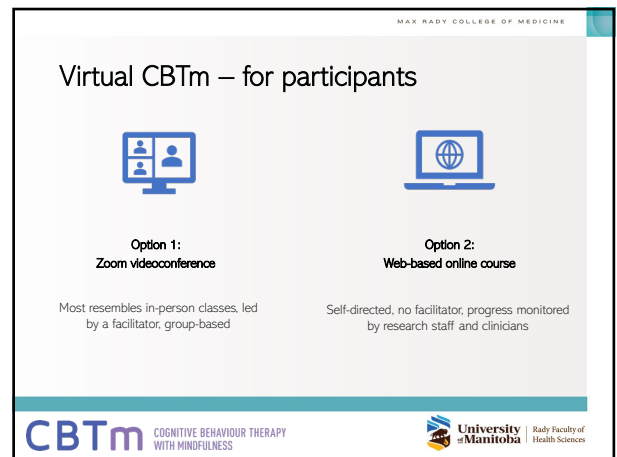 MAX RADY COLLEGE OF MEDICINE
Virtual CBTm – for participants
Option 1:
Zoom videoconference
Most resembles in-person classes, led
by a facilitator, group-based
Option 2:
Web-based online course
Self-directed, no facilitator, progress monitored
by research staff and clinicians
CBTm
COGNITIVE BEHAVIOUR THERAPY
WITH MINDFULNESS
University
of Manitoba
Rady Faculty of
Health Sciences